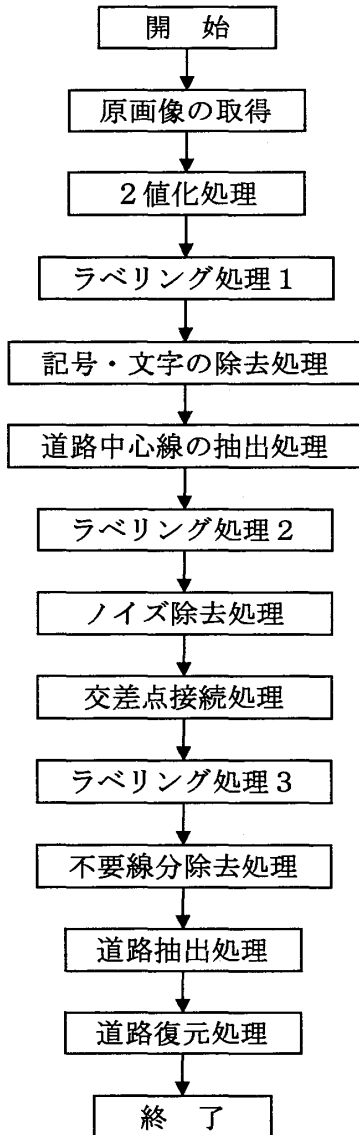 開　始
原画像の取得
２値化処理
ラベリング処理１
記号・文字の除去処理
道路中心線の抽出処理
ラベリング処理２
ノイズ除去処理
交差点接続処理
ラベリング処理３
不要線分除去処理
道路抽出処理
道路復元処理
終　了